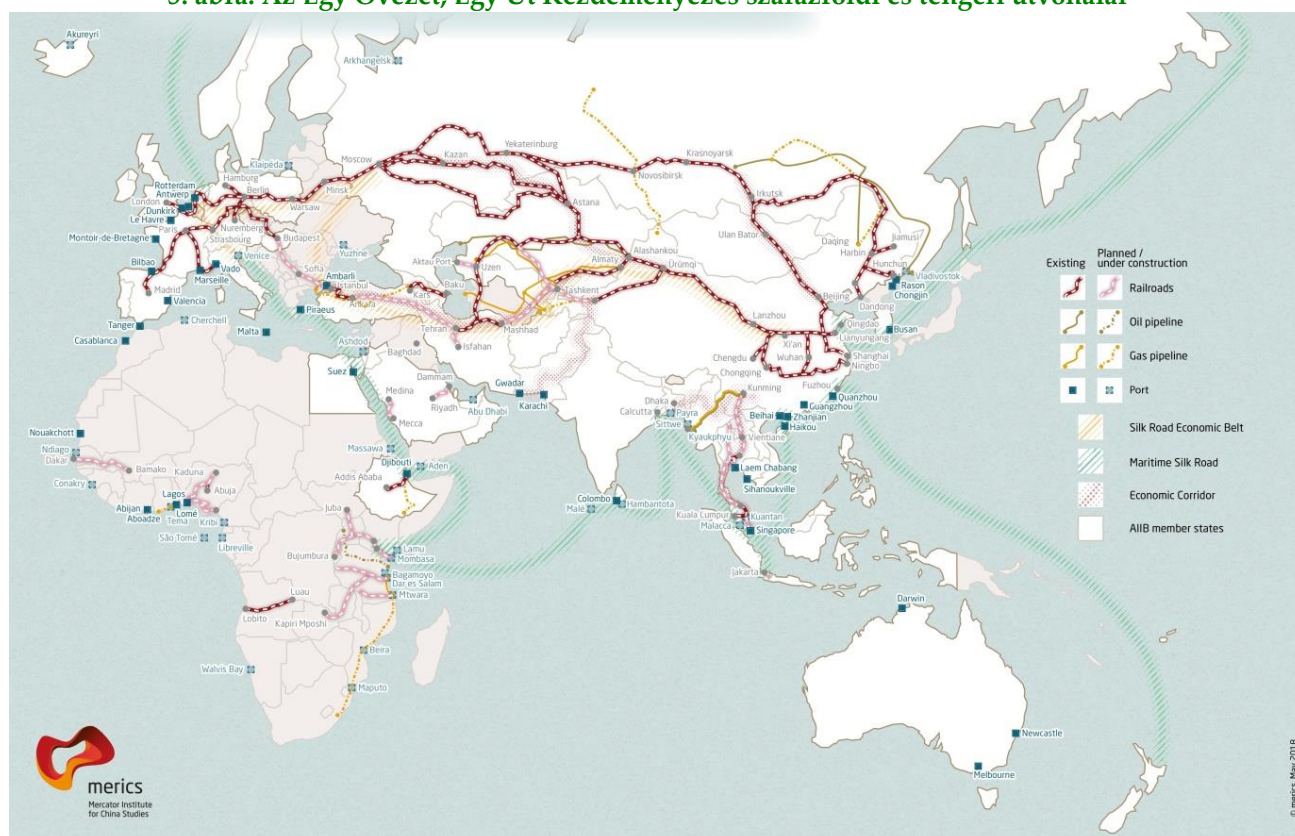 ábra: Az Egy Övezet, Egy Út Kezdeményezés szárazföldi és tengeri útvonalai
Akureyri
Arkhangelsk
Klaipeda
Moscow
Kazan
Yekaterinburg
Krasnoyarsk
Novosibirsk
Hamburg
Rotterdam
Antwerp
Berlin
Minsk
London
Warsaw
Dunkirk
Le Havre
Paris
Nuremberg
Strasbourg
Budapest
Montoir-de-Bretagne
Venice
Yuzhne
Astana
Irkutsk
Ulan Bator
Daqing
Jiamusi
Harbin
Hunchun
Vladivostok
Rason
Chongjin
Alashankou
Almaty
Ürümqi
Aktau Port
Uzen
Bilbao
Vado
Marseille
Madrid
Valencia
Sofia
Ambarli
Istanbul
Ankara
Kars
Baku
Tashkent
Beijing
Dandong
Piraeus
Tanger
Casablanca
Cherchell
Malta
Tehran
Mashhad
Isfahan
Lanzhou
Qingdao
Lianyungang
Busan
Xi'an
Chengdu
Wuhan
Shanghai
Ningbo
Chongqing
Ashdod
Baghdad
Suez
Medina
Dammam
Riyadh
Abu Dhabi
Mecca
Gwadar
Karachi
Kunming
Fuzhou
Quanzhou
Guangzhou
Dhaka
Calcutta
Payra
Sittwe
Kyaukphyu
Beihai
Zhanjian
Haikou
Vientiane
Nouakchott
Ndiago
Dakar
Bamako
Kaduna
Conakry
Abuja
Lagos
Abijan
Aboadze
Lomé
Tema
Kribi
São Tomé
Libreville
Massawa
Djibouti
Aden
Addis Ababa
Juba
Laem Chabang
Sihanoukville
Colombo
Hambantota
Malé
Kuala Lumpur
Kuantan
Malacca
Singapore
Jakarta
Bujumbura
Lamu
Mombasa
Bagamoyo
Dar es Salam
Mtwara
Luau
Lobito
Kapiri Mposhi
Beira
Walvis Bay
Maputo
Darwin
Newcastle
Melbourne
Existing
Planned /
under construction
Railroads
Oil pipeline
Gas pipeline
Port
Silk Road Economic Belt
Maritime Silk Road
Economic Corridor
AIIB member states
merics
Mercator Institute
for China Studies
© merics, May 2018